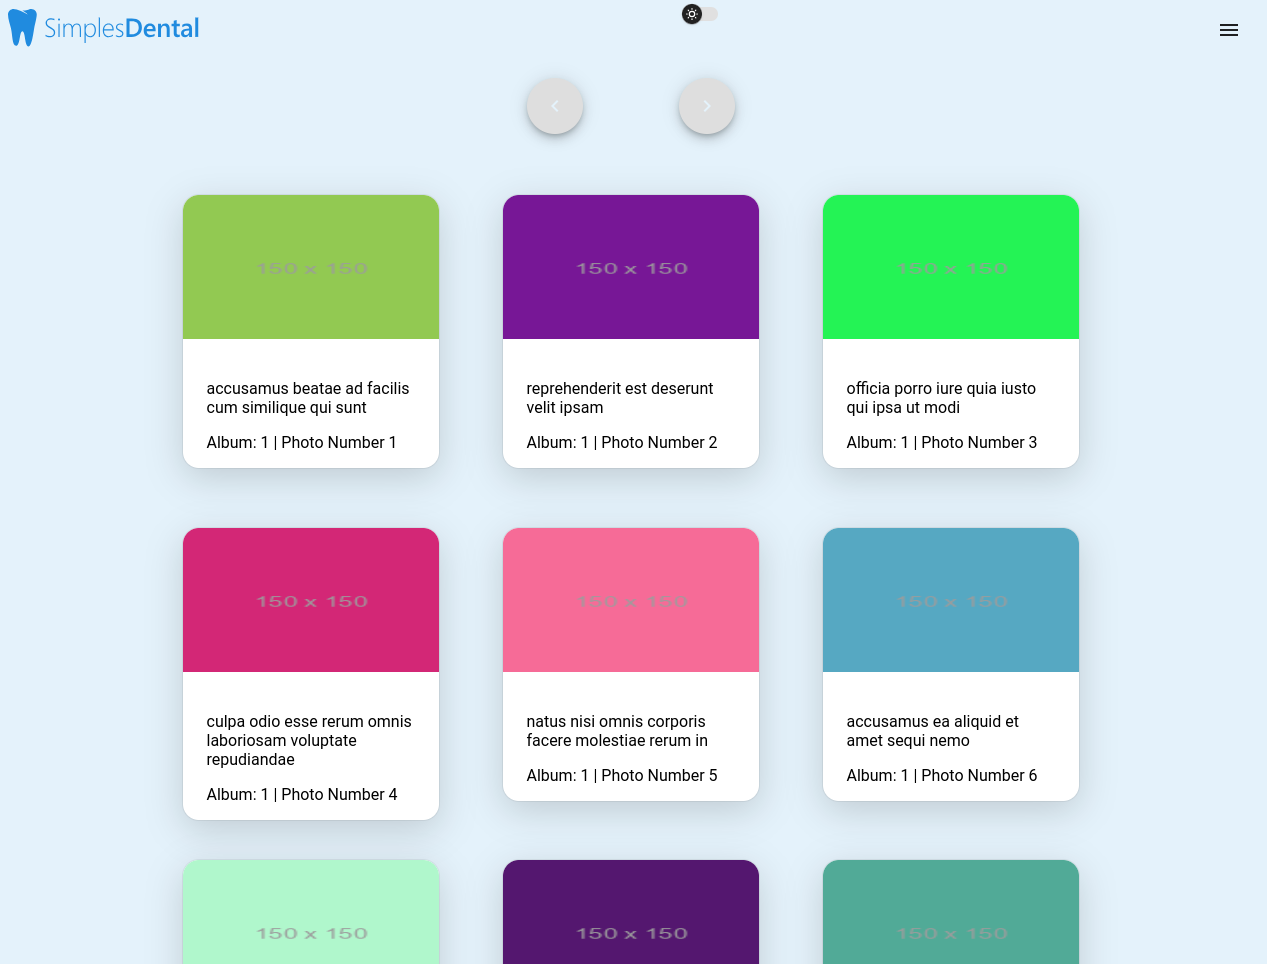 SimplesDental
150 x 150
150 x 150
150 x 150
accusamus beatae ad facilis
cum similique qui sunt
Album: 1 | Photo Number 1
reprehenderit est deserunt
velit ipsam
Album: 1 | Photo Number 2
officia porro iure quia iusto
qui ipsa ut modi
Album: 1 | Photo Number 3
150 x 150
150 x 150
150 x 150
culpa odio esse rerum omnis
laboriosam voluptate
repudiandae
Album: 1 | Photo Number 4
natus nisi omnis corporis
facere molestiae rerum in
Album: 1 | Photo Number 5
accusamus ea aliquid et
amet sequi nemo
Album: 1 | Photo Number 6
150 x 150
150 x 150
150 x 150